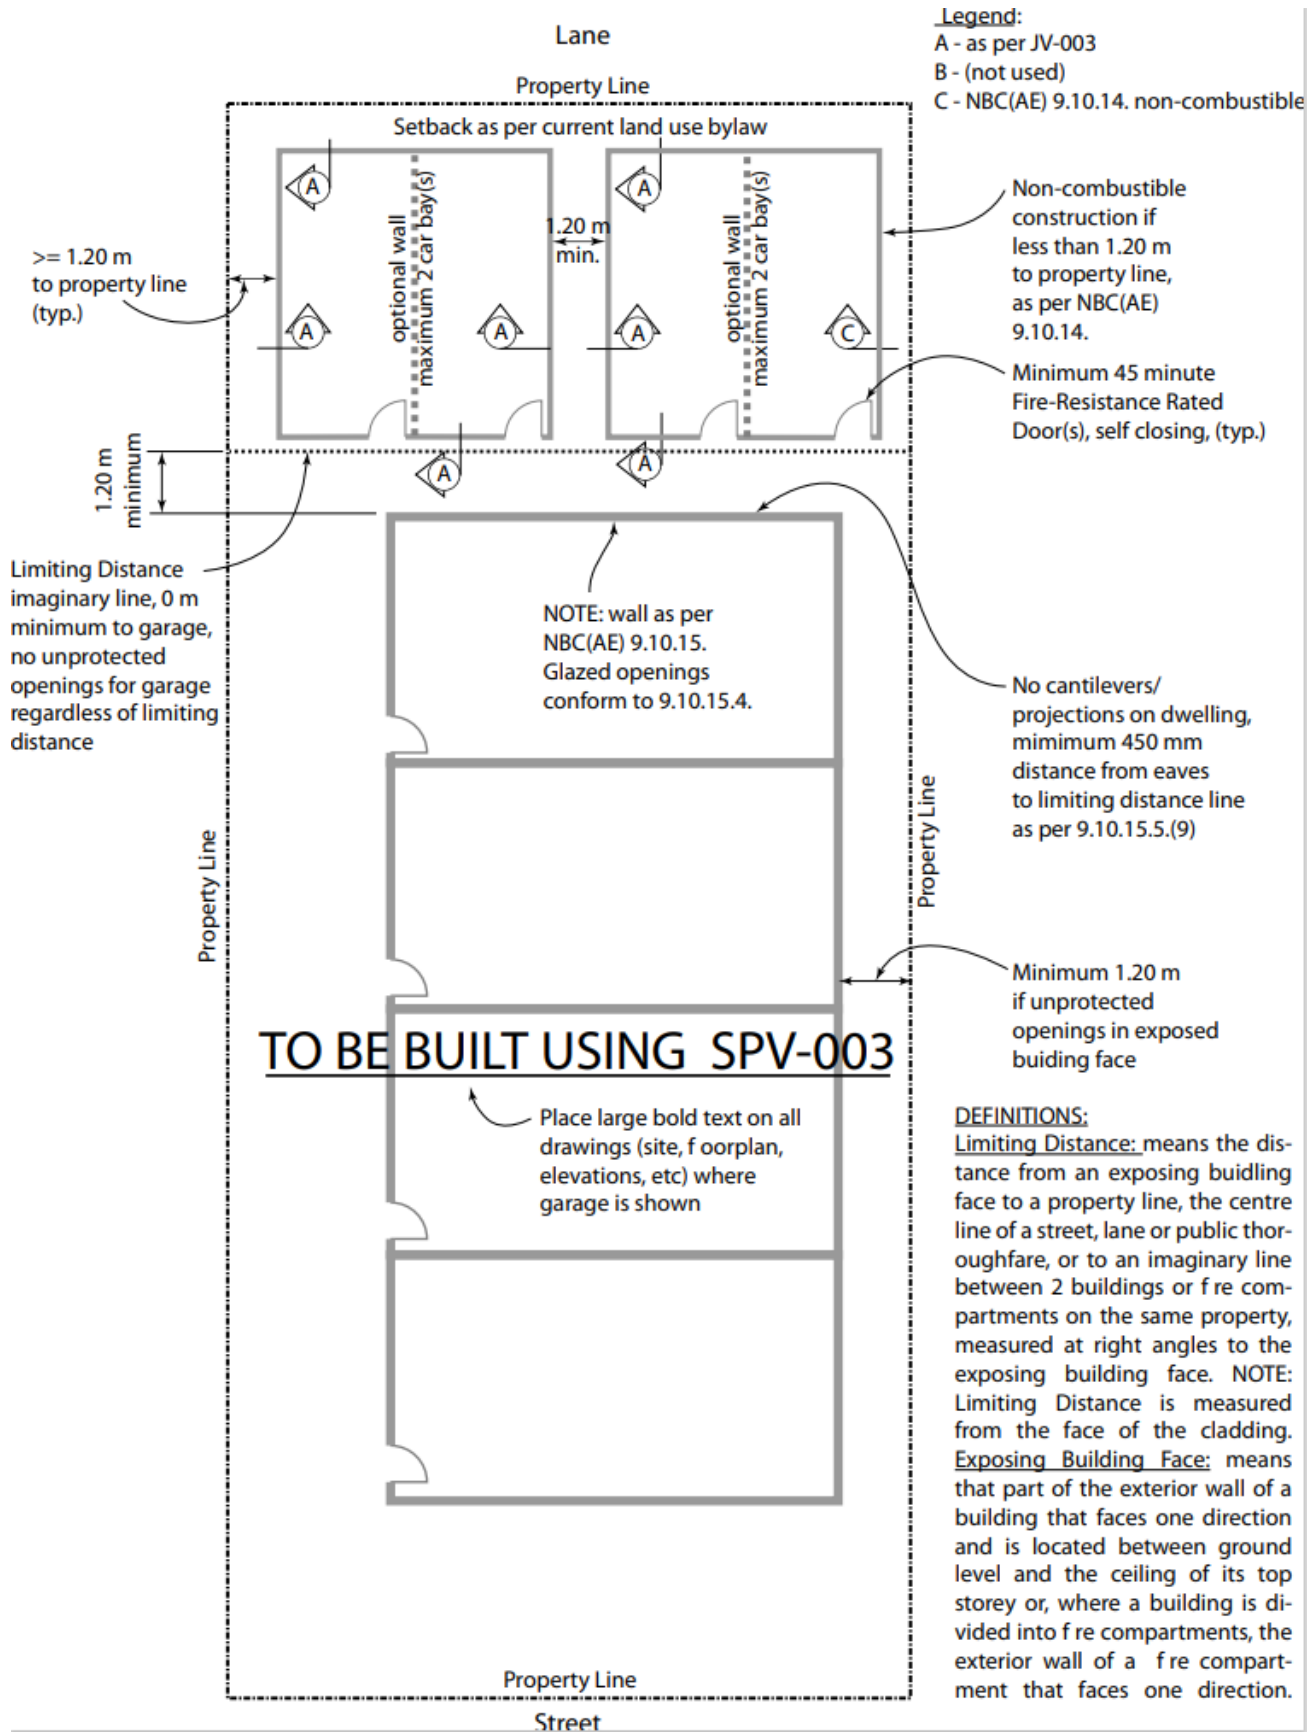 Legend:
A - as per JV-003
B - (not used)
C - NBC(AE) 9.10.14. non-combustible
Lane
Property Line
Setback as per current land use bylaw
A
A
optional wall
maximum 2 car bay(s)
optional wall
maximum 2 car bay(s)
1.20 m
min.
Non-combustible
construction if
less than 1.20 m
to property line,
as per NBC(AE)
9.10.14.
>= 1.20 m
to property line
(typ.)
A
A
A
C
Minimum 45 minute
Fire-Resistance Rated
Door(s), self closing, (typ.)
1.20 m
minimum
A
A
Limiting Distance
imaginary line, 0 m
minimum to garage,
no unprotected
openings for garage
regardless of limiting
distance
NOTE: wall as per
NBC(AE) 9.10.15.
Glazed openings
conform to 9.10.15.4.
No cantilevers/
projections on dwelling,
mimimum 450 mm
distance from eaves
to limiting distance line
as per 9.10.15.5.(9)
Property Line
Property Line
Minimum 1.20 m
if unprotected
openings in exposed
buiding face
TO BE BUILT USING SPV-003
Place large bold text on all
drawings (site, f oorplan,
elevations, etc) where
garage is shown
DEFINITIONS:
Limiting Distance: means the dis-
tance from an exposing buidling
face to a property line, the centre
line of a street, lane or public thor-
oughfare, or to an imaginary line
between 2 buildings or f re com-
partments on the same property,
measured at right angles to the
exposing building face. NOTE:
Limiting Distance is measured
from the face of the cladding.
Exposing Building Face: means
that part of the exterior wall of a
building that faces one direction
and is located between ground
level and the ceiling of its top
storey or, where a building is di-
vided into f re compartments, the
exterior wall of a f re compart-
ment that faces one direction.
Property Line
Street